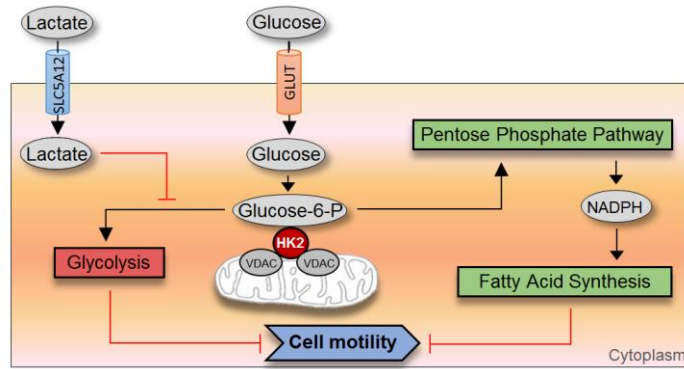 Lactate
Glucose
SLC5A12
GLUT
Lactate
Glucose
Pentose Phosphate Pathway
Glucose-6-P
NADPH
HK2
VDAC
VDAC
Glycolysis
Fatty Acid Synthesis
Cell motility
Cytoplasm